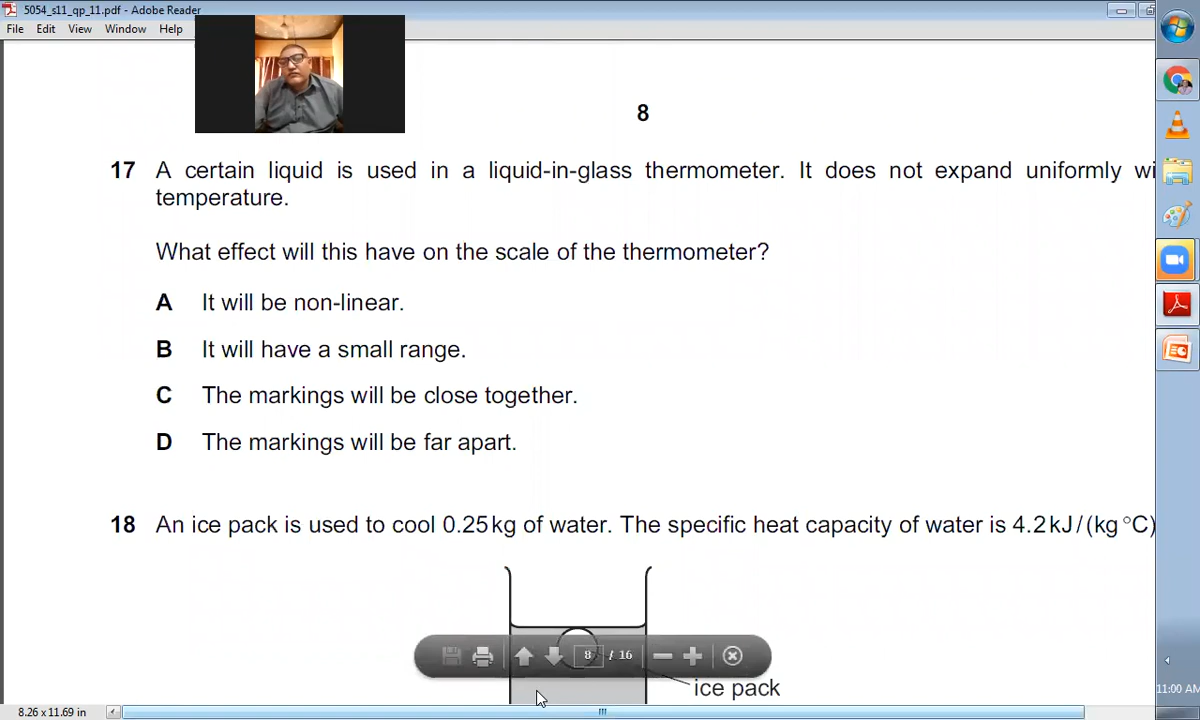 5054_s11_qp_11.pdf - Adobe Reader
File Edit View Window Help
8
17 A certain liquid is used in a liquid-in-glass thermometer. It does not expand uniformly wi
temperature.
What effect will this have on the scale of the thermometer?
A It will be non-linear.
B It will have a small range.
C The markings will be close together.
D The markings will be far apart.
18 An ice pack is used to cool 0.25 kg of water. The specific heat capacity of water is 4.2 kJ/(kg °C)
8 / 16
ice pack
8.26 x 11.69 in
11:00 AM